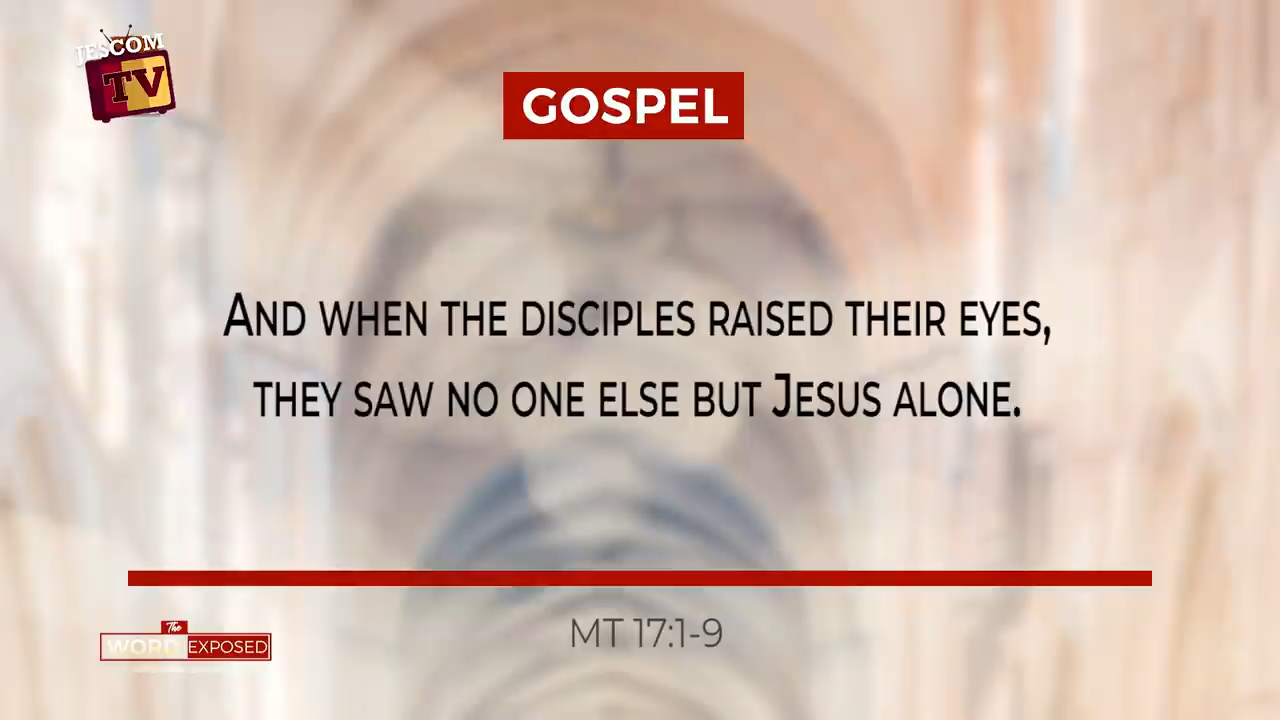 JESCOM
TV
GOSPEL
And when the disciples raised their eyes,
they saw no one else but Jesus alone.
MT 17:1-9
The
WORD EXPOSED